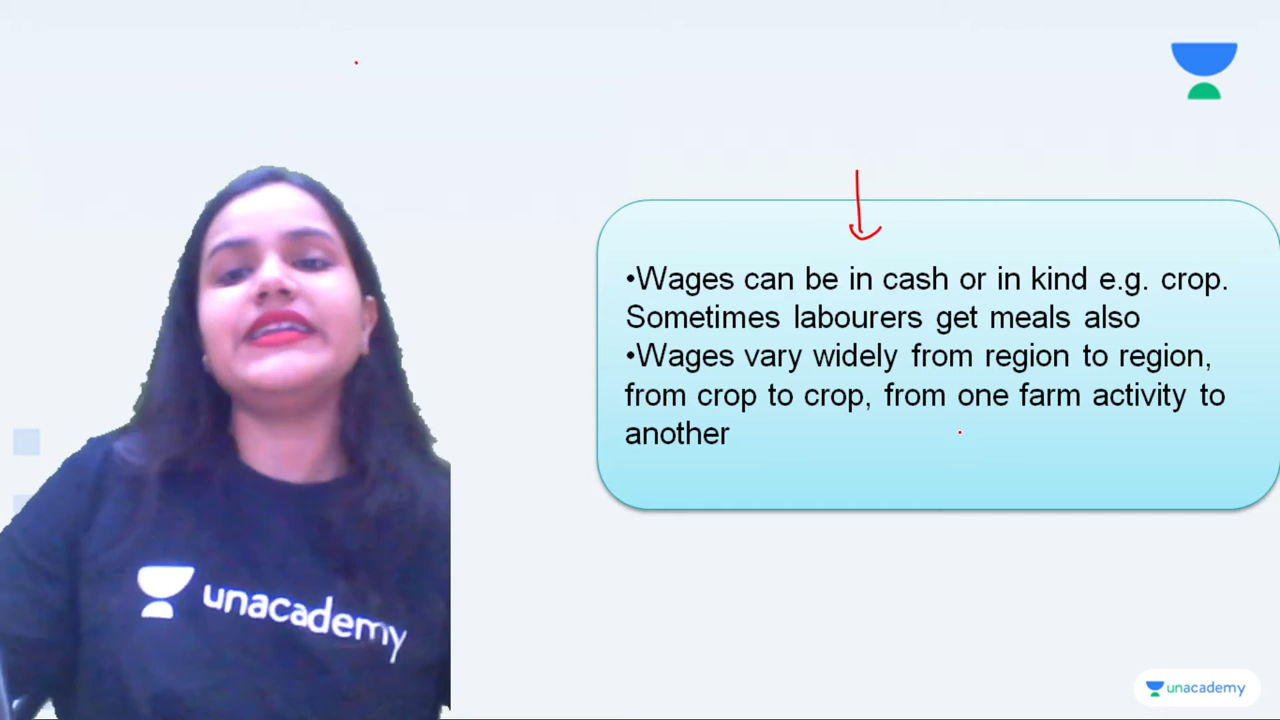 •Wages can be in cash or in kind e.g. crop.
Sometimes labourers get meals also
•Wages vary widely from region to region,
from crop to crop, from one farm activity to
another
unacademy
unacademy